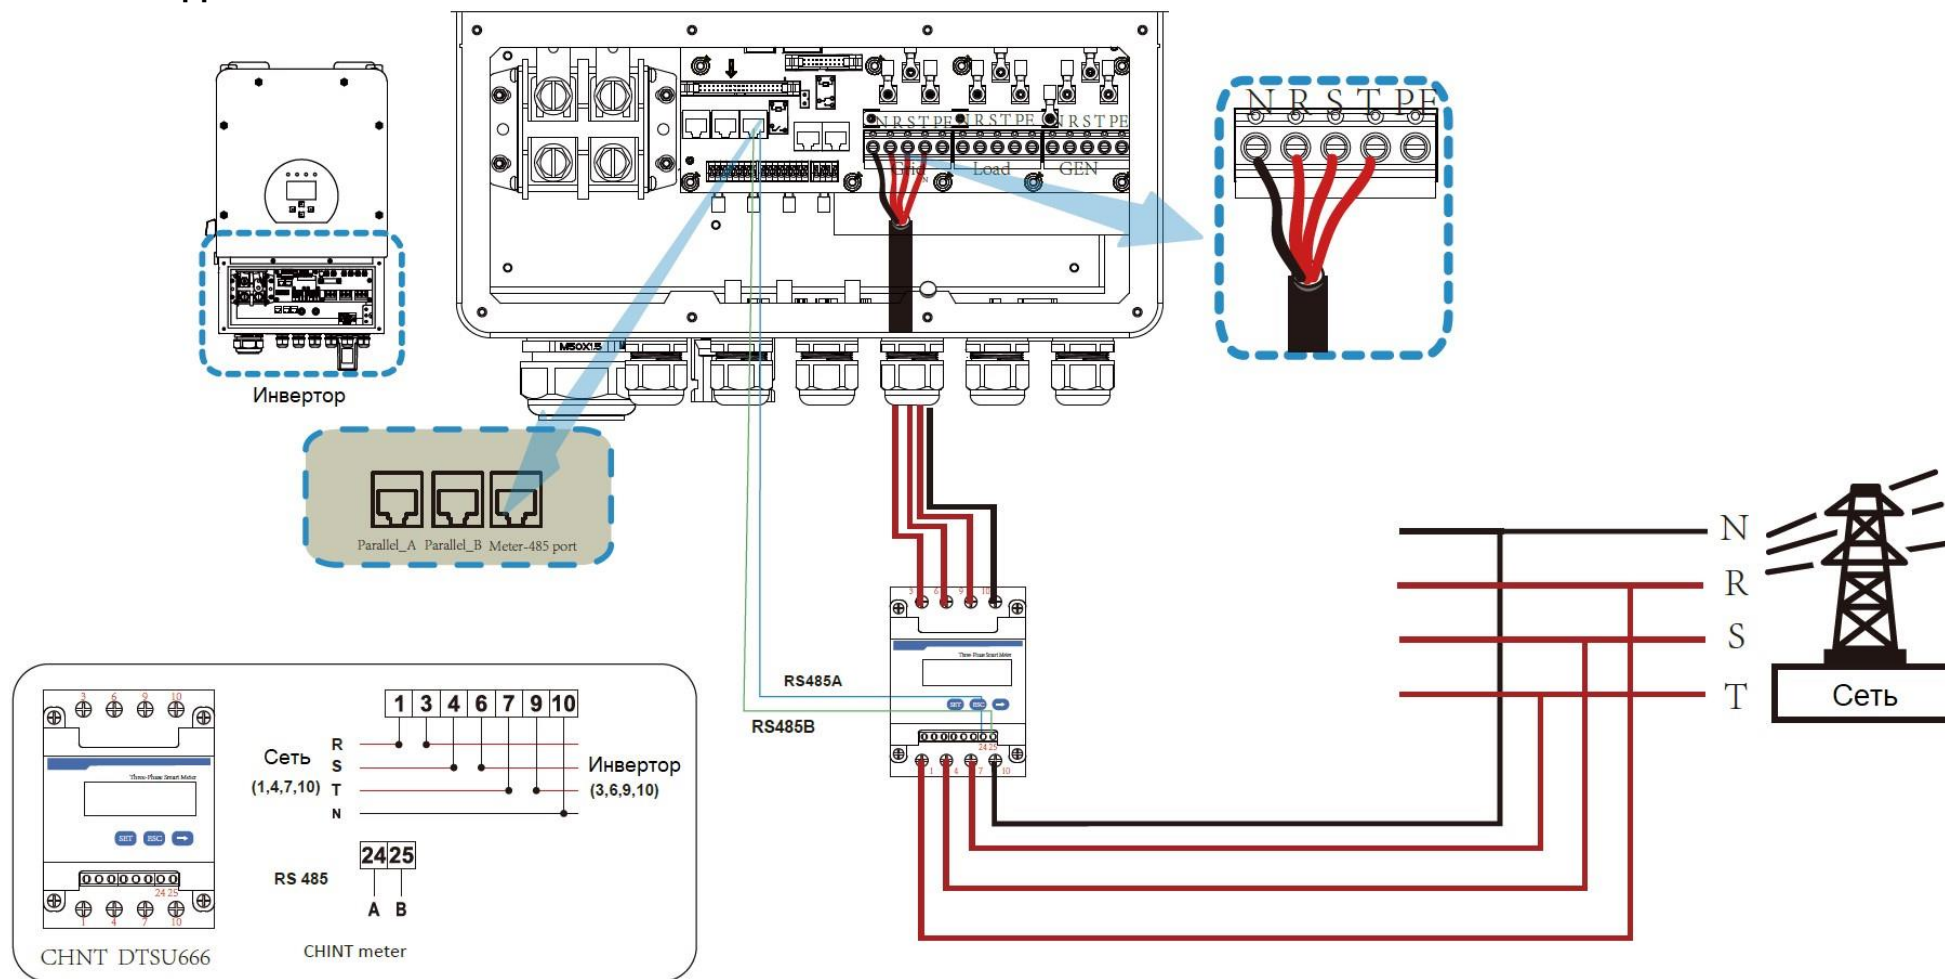 N R S T PE
N R S T PE
N R S T PE
Grid
Load
GEN
N R S T PE
M50X1.5
Инвертор
Parallel_A Parallel_B Meter-485 port
N
R
S
T
Сеть
3 6 9 10
Three-Phase Smart Meter
SET ESC
24 25
1 4 7 10
RS485A
RS485B
3 6 9 10
Three-Phase Smart Meter
SET ESC
24 25
1 4 7 10
CHNT DTSU666
1 3 4 6 7 9 10
Сеть
(1,4,7,10)
R
S
T
N
Инвертор
(3,6,9,10)
RS 485
24 25
A B
CHINT meter